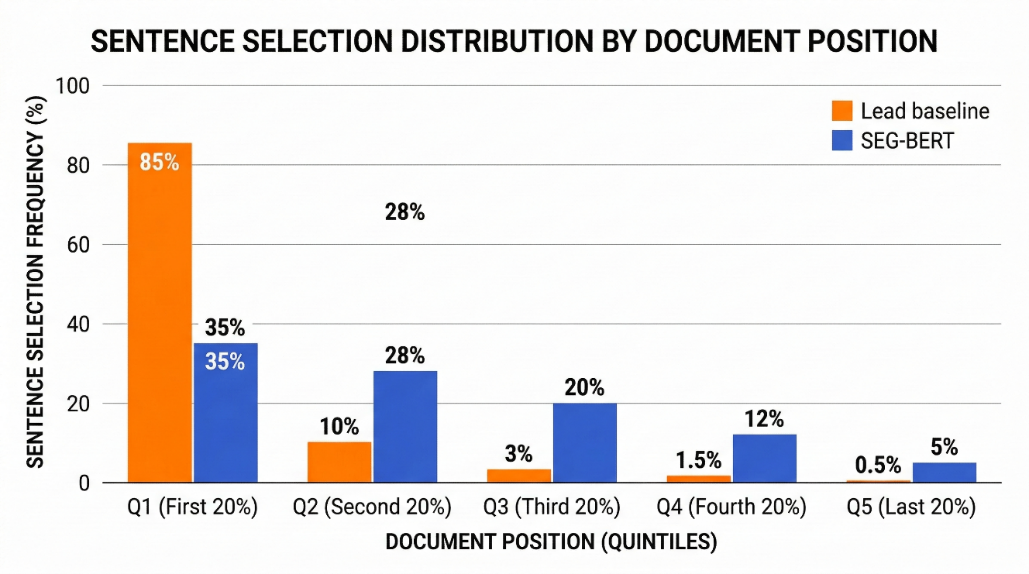 SENTENCE SELECTION DISTRIBUTION BY DOCUMENT POSITION
SENTENCE SELECTION FREQUENCY (%)
100
80
60
40
20
0
Lead baseline
SEG-BERT
85%
35%
35%
28%
10%
28%
3%
20%
1.5%
12%
0.5%
5%
Q1 (First 20%)
Q2 (Second 20%)
Q3 (Third 20%)
Q4 (Fourth 20%)
Q5 (Last 20%)
DOCUMENT POSITION (QUINTILES)